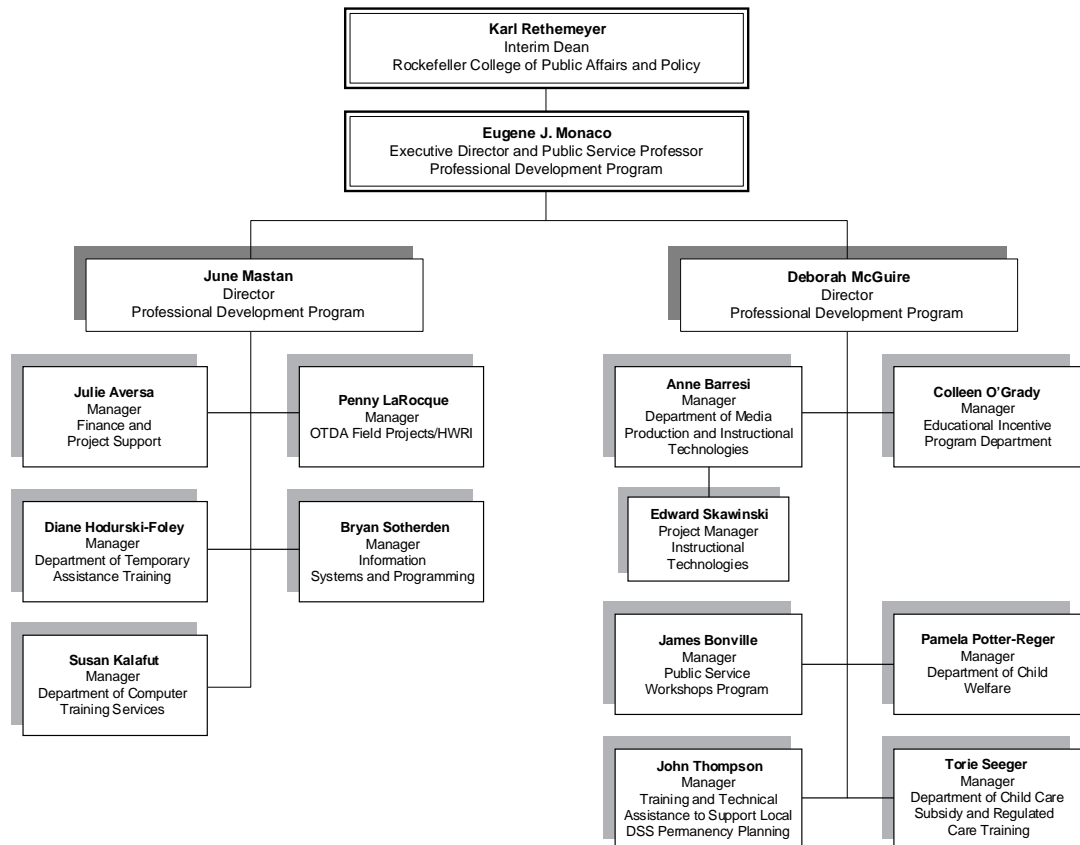 Karl Rethemeyer
Interim Dean
Rockefeller College of Public Affairs and Policy
Eugene J. Monaco
Executive Director and Public Service Professor
Professional Development Program
June Mastan
Director
Professional Development Program
Deborah McGuire
Director
Professional Development Program
Julie Aversa
Manager
Finance and
Project Support
Penny LaRocque
Manager
OTDA Field Projects/HWRI
Anne Barresi
Manager
Department of Media
Production and Instructional
Technologies
Colleen O'Grady
Manager
Educational Incentive
Program Department
Diane Hodurski-Foley
Manager
Department of Temporary
Assistance Training
Bryan Sotherden
Manager
Information
Systems and Programming
Edward Skawinski
Project Manager
Instructional
Technologies
Susan Kalafut
Manager
Department of Computer
Training Services
James Bonville
Manager
Public Service
Workshops Program
Pamela Potter-Reger
Manager
Department of Child
Welfare
John Thompson
Manager
Training and Technical
Assistance to Support Local
DSS Permanency Planning
Torie Seeger
Manager
Department of Child Care
Subsidy and Regulated
Care Training